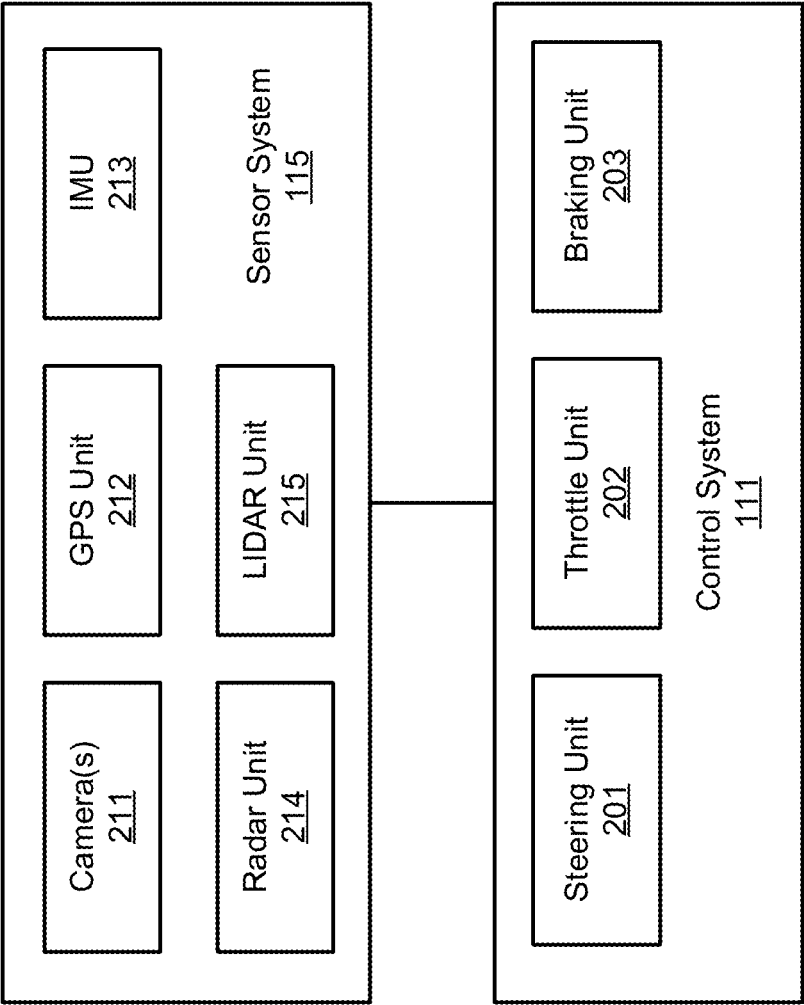 Camera(s)
211
GPS Unit
212
IMU
213
Radar Unit
214
LIDAR Unit
215
Sensor System
115
Steering Unit
201
Throttle Unit
202
Braking Unit
203
Control System
111